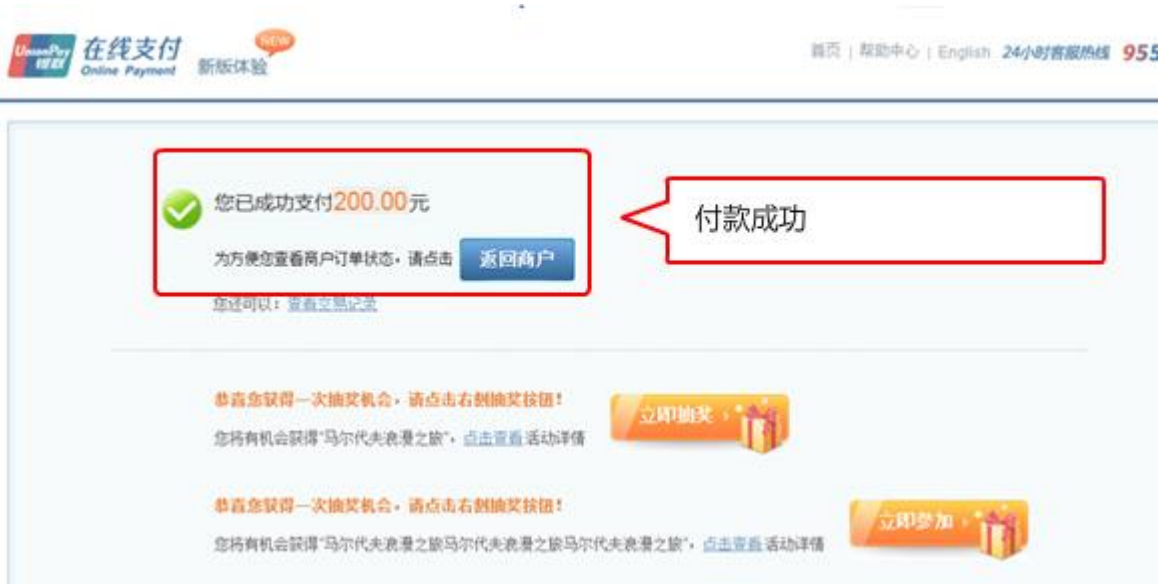 UnionPay 银联 在线支付 Online Payment 新版体验 NEW
首页 | 帮助中心 | English 24小时客服热线 955
您已成功支付200.00元
付款成功
为方便您查看商户订单状态，请点击 返回商户
您还可以：查看交易记录
恭喜您获得一次抽奖机会，请点击右侧抽奖按钮！
立即抽奖
您将有机会获得"马尔代夫浪漫之旅"，点击查看活动详情
恭喜您获得一次抽奖机会，请点击右侧抽奖按钮！
立即参加
您将有机会获得"马尔代夫浪漫之旅马尔代夫浪漫之旅马尔代夫浪漫之旅"，点击查看活动详情